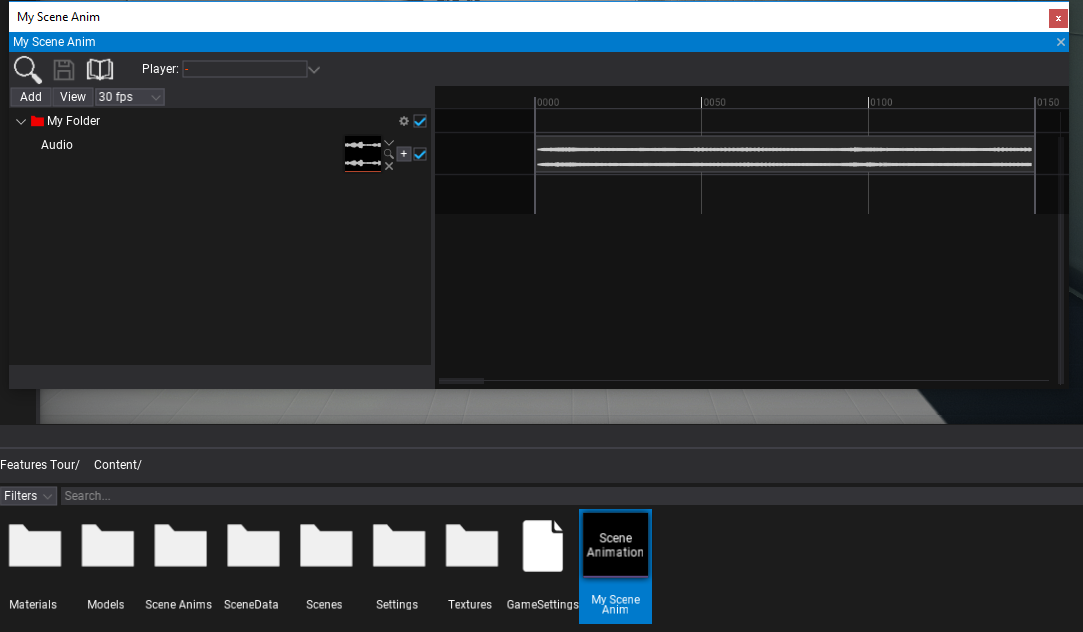 My Scene Anim
x
My Scene Anim
Player: -
Add View 30 fps
0000 0050 0100 0150
My Folder
Audio
+
Features Tour/ Content/
Filters Search...
Scene
Animation
Materials Models Scene Anims SceneData Scenes Settings Textures GameSettings My Scene
Anim